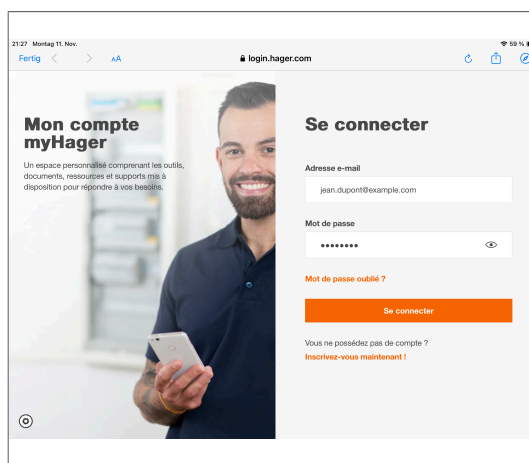 21:27 Montag 11. Nov.
59 %
Fertig
AA
login.hager.com
Mon compte
myHager
Un espace personnalisé comprenant les outils,
documents, ressources et supports mis à
disposition pour répondre à vos besoins.
Se connecter
Adresse e-mail
jean.dupont@example.com
Mot de passe
••••••••
Mot de passe oublié ?
Se connecter
Vous ne possédez pas de compte ?
Inscrivez-vous maintenant !